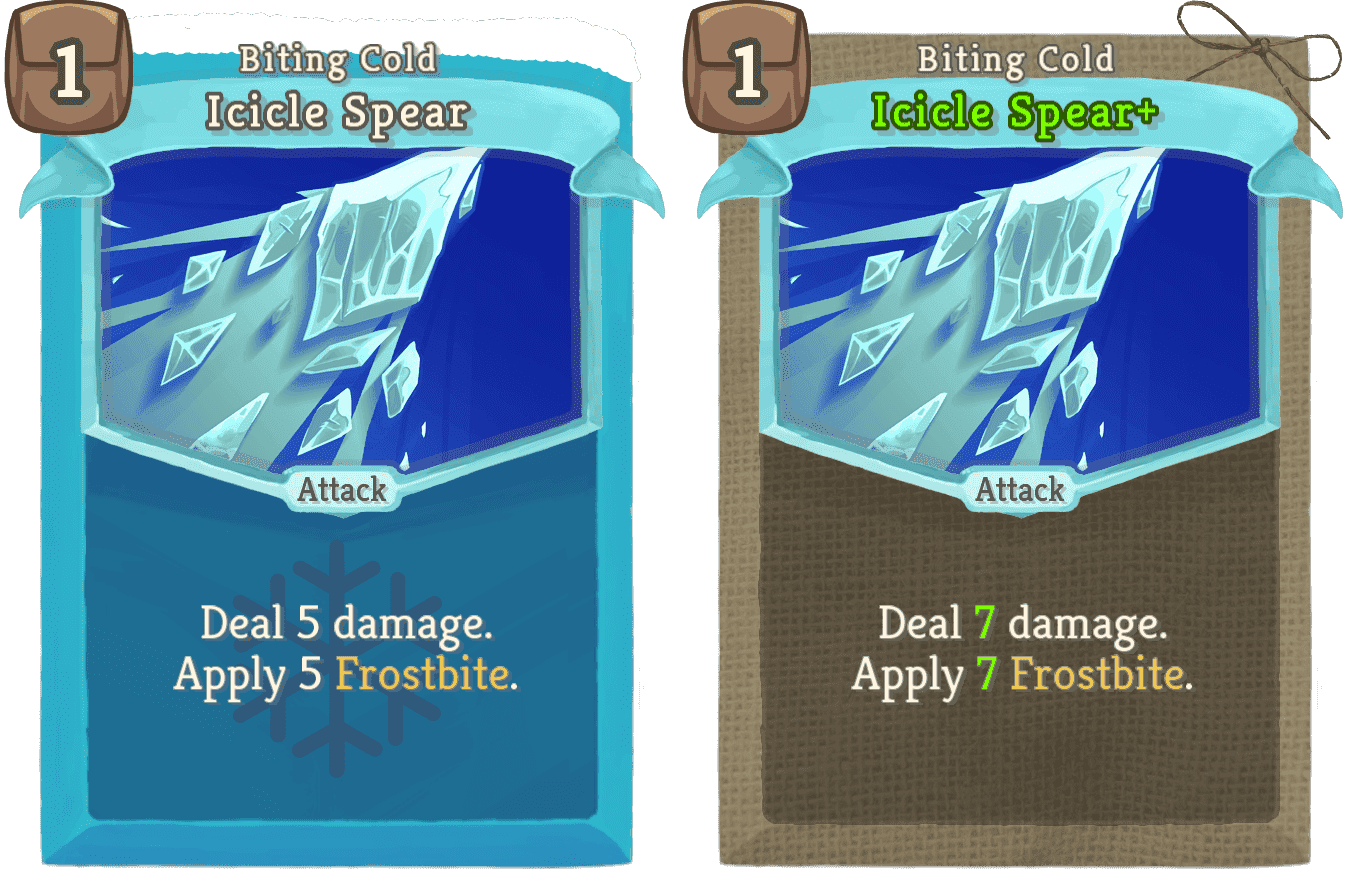 1
Biting Cold
Icicle Spear
Attack
Deal 5 damage.
Apply 5 Frostbite.
1
Biting Cold
Icicle Spear+
Attack
Deal 7 damage.
Apply 7 Frostbite.